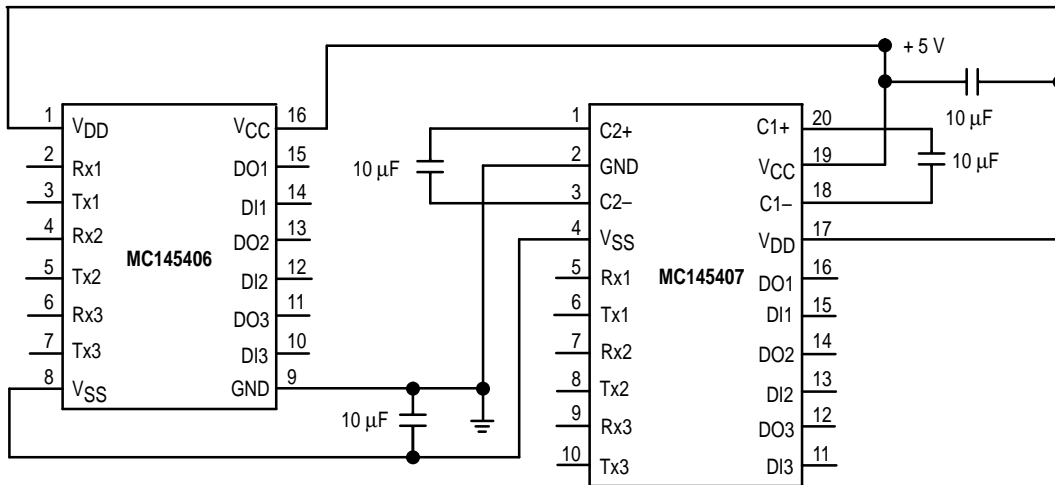 + 5 V
10 µF
MC145406
1 VDD
2 Rx1
3 Tx1
4 Rx2
5 Tx2
6 Rx3
7 Tx3
8 VSS
VCC 16
DO1 15
DI1 14
DO2 13
DI2 12
DO3 11
DI3 10
GND 9
10 µF
10 µF
MC145407
1 C2+
2 GND
3 C2–
4 VSS
5 Rx1
6 Tx1
7 Rx2
8 Tx2
9 Rx3
10 Tx3
C1+ 20
VCC 19
C1– 18
VDD 17
DO1 16
DI1 15
DO2 14
DI2 13
DO3 12
DI3 11
10 µF